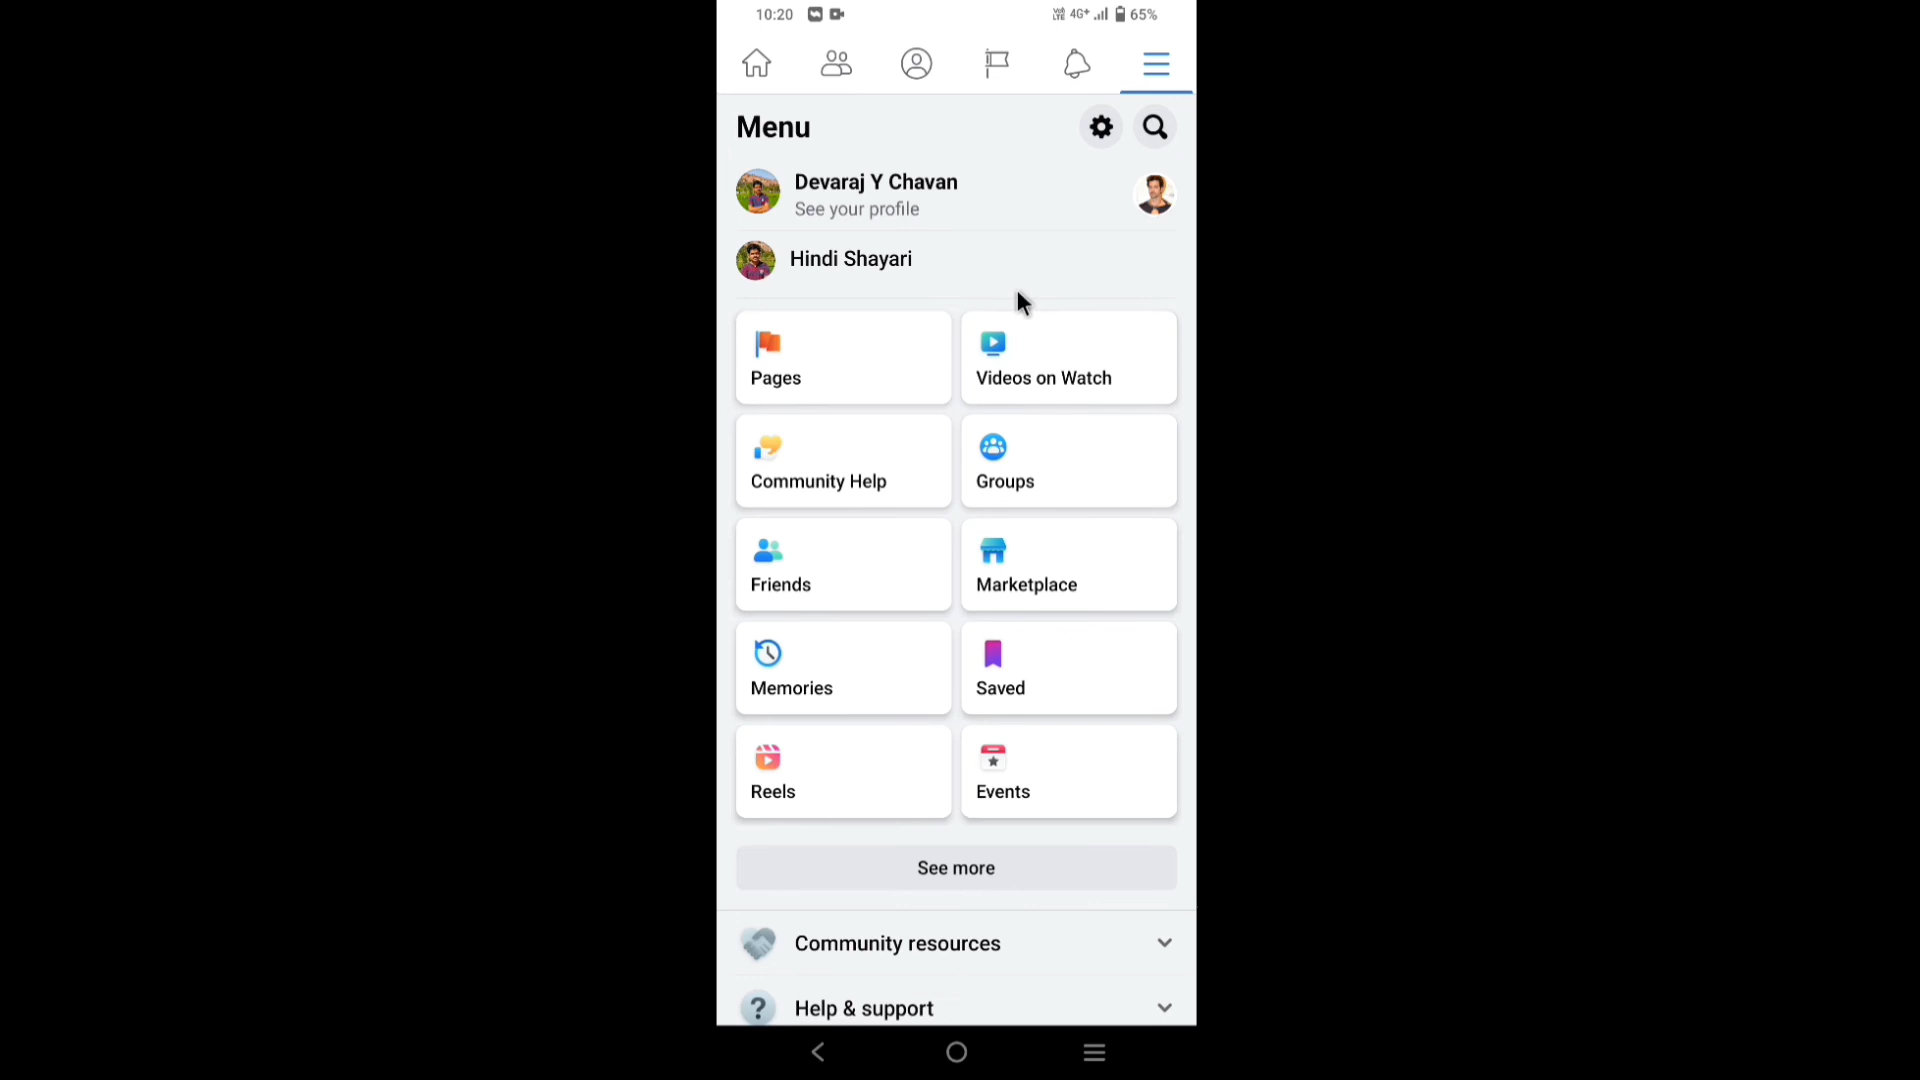 10:20
4G+ 65%
Menu
Devaraj Y Chavan
See your profile
Hindi Shayari
Pages
Videos on Watch
Community Help
Groups
Friends
Marketplace
Memories
Saved
Reels
Events
See more
Community resources
? Help & support